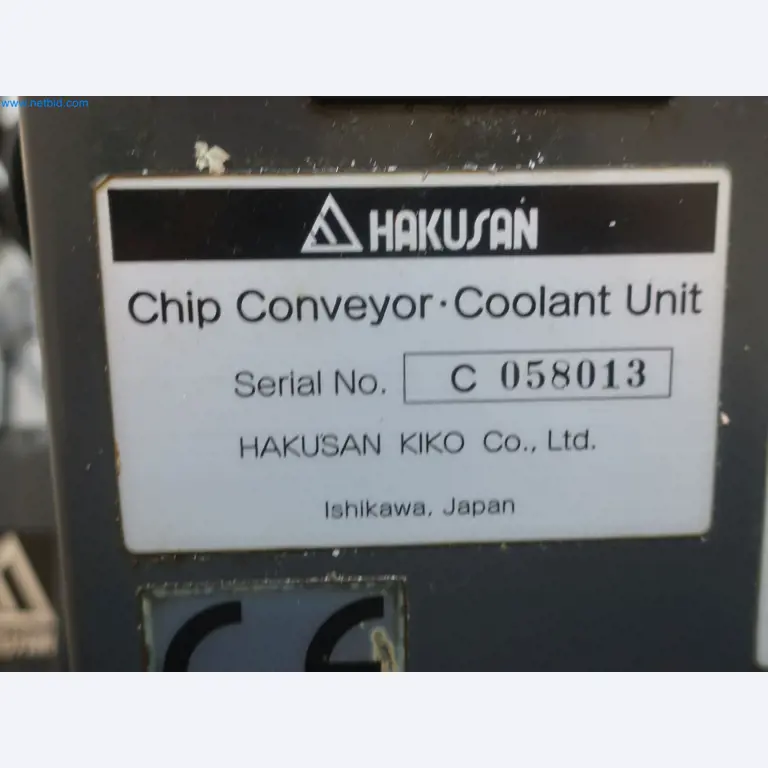 www.netbid.com
HAKUSAN
Chip Conveyor·Coolant Unit
Serial No. C 058013
HAKUSAN KIKO Co., Ltd.
Ishikawa, Japan
CE